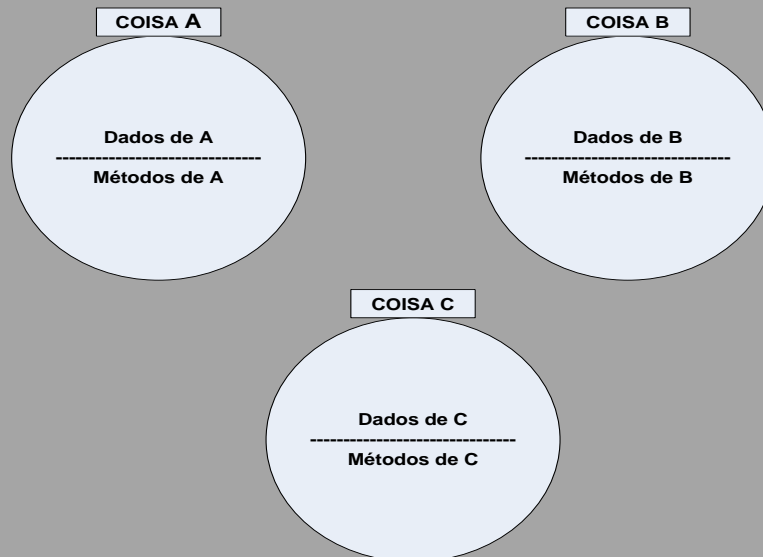 COISA A
Dados de A
--------------------------------
Métodos de A
COISA B
Dados de B
--------------------------------
Métodos de B
COISA C
Dados de C
--------------------------------
Métodos de C